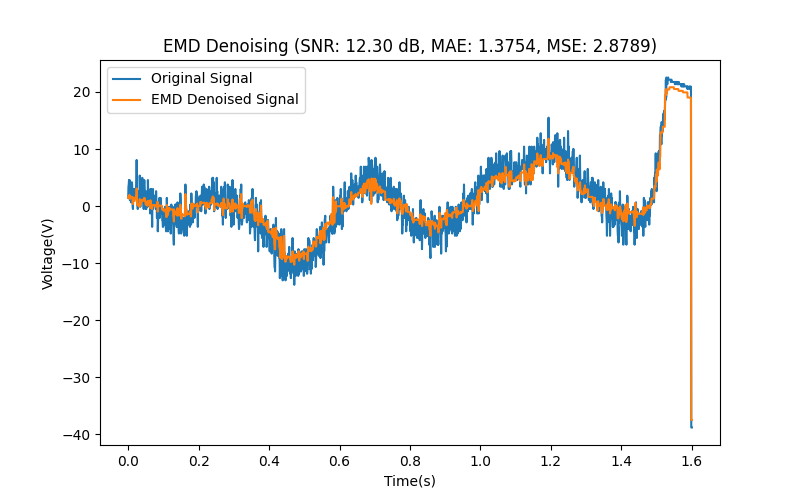 EMD Denoising (SNR: 12.30 dB, MAE: 1.3754, MSE: 2.8789)
Original Signal
EMD Denoised Signal
20
10
0
−10
−20
−30
−40
Voltage(V)
0.0 0.2 0.4 0.6 0.8 1.0 1.2 1.4 1.6
Time(s)